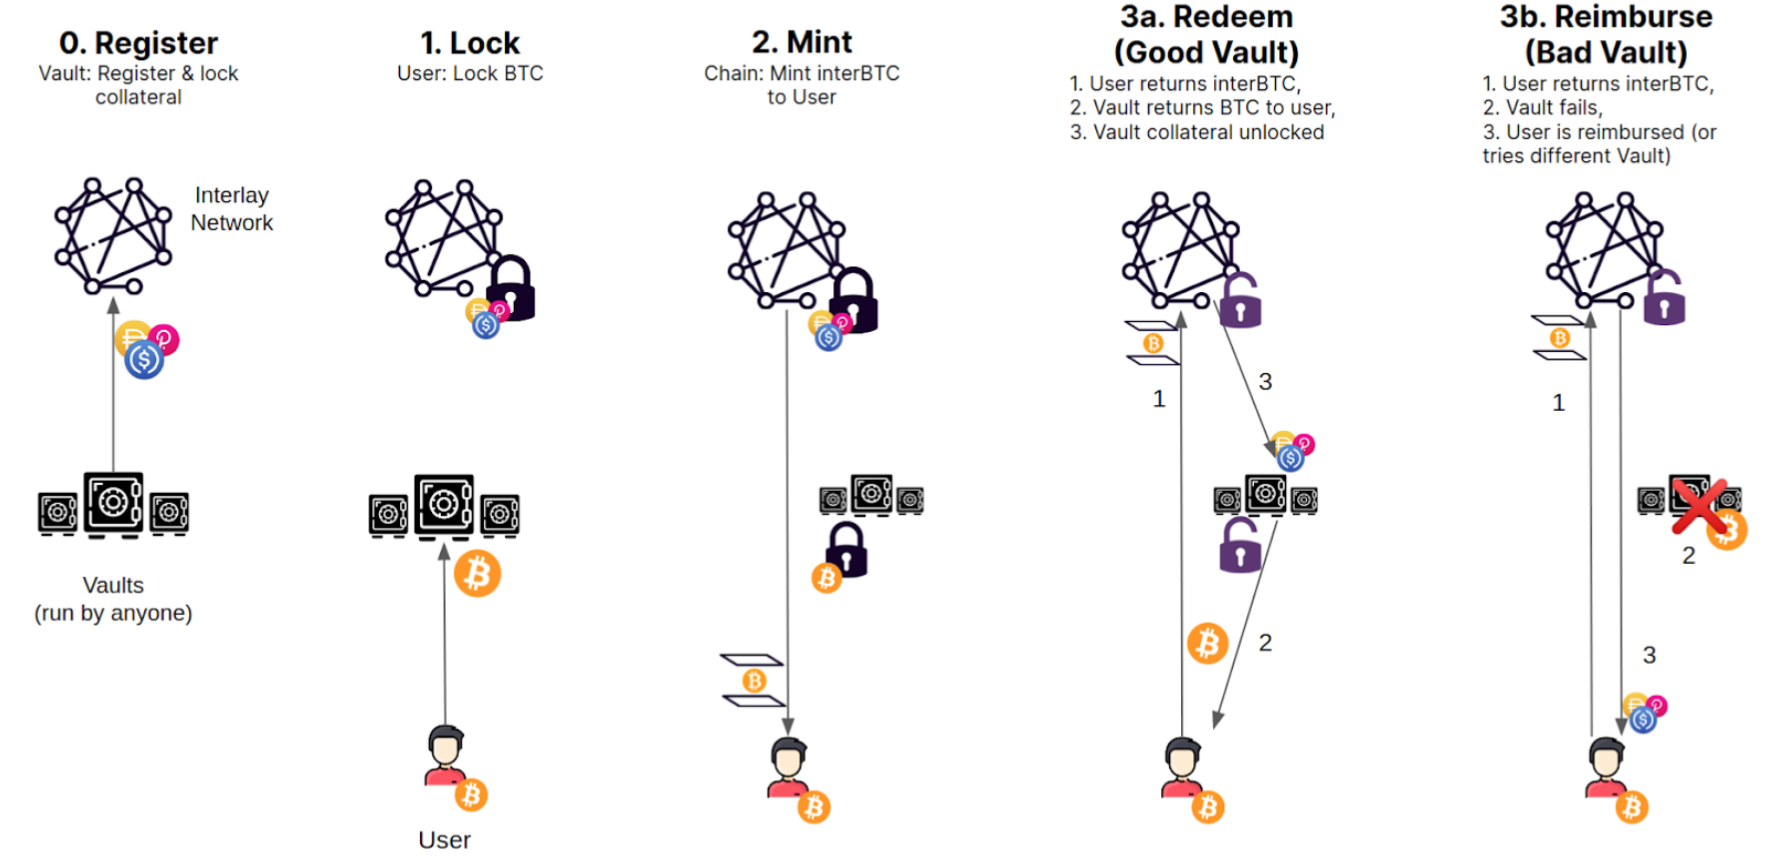 0. Register
Vault: Register & lock
collateral
Interlay
Network
Vaults
(run by anyone)
1. Lock
User: Lock BTC
User
2. Mint
Chain: Mint interBTC
to User
3a. Redeem
(Good Vault)
1. User returns interBTC,
2. Vault returns BTC to user,
3. Vault collateral unlocked
1
3
2
3b. Reimburse
(Bad Vault)
1. User returns interBTC,
2. Vault fails,
3. User is reimbursed (or
tries different Vault)
1
2
3